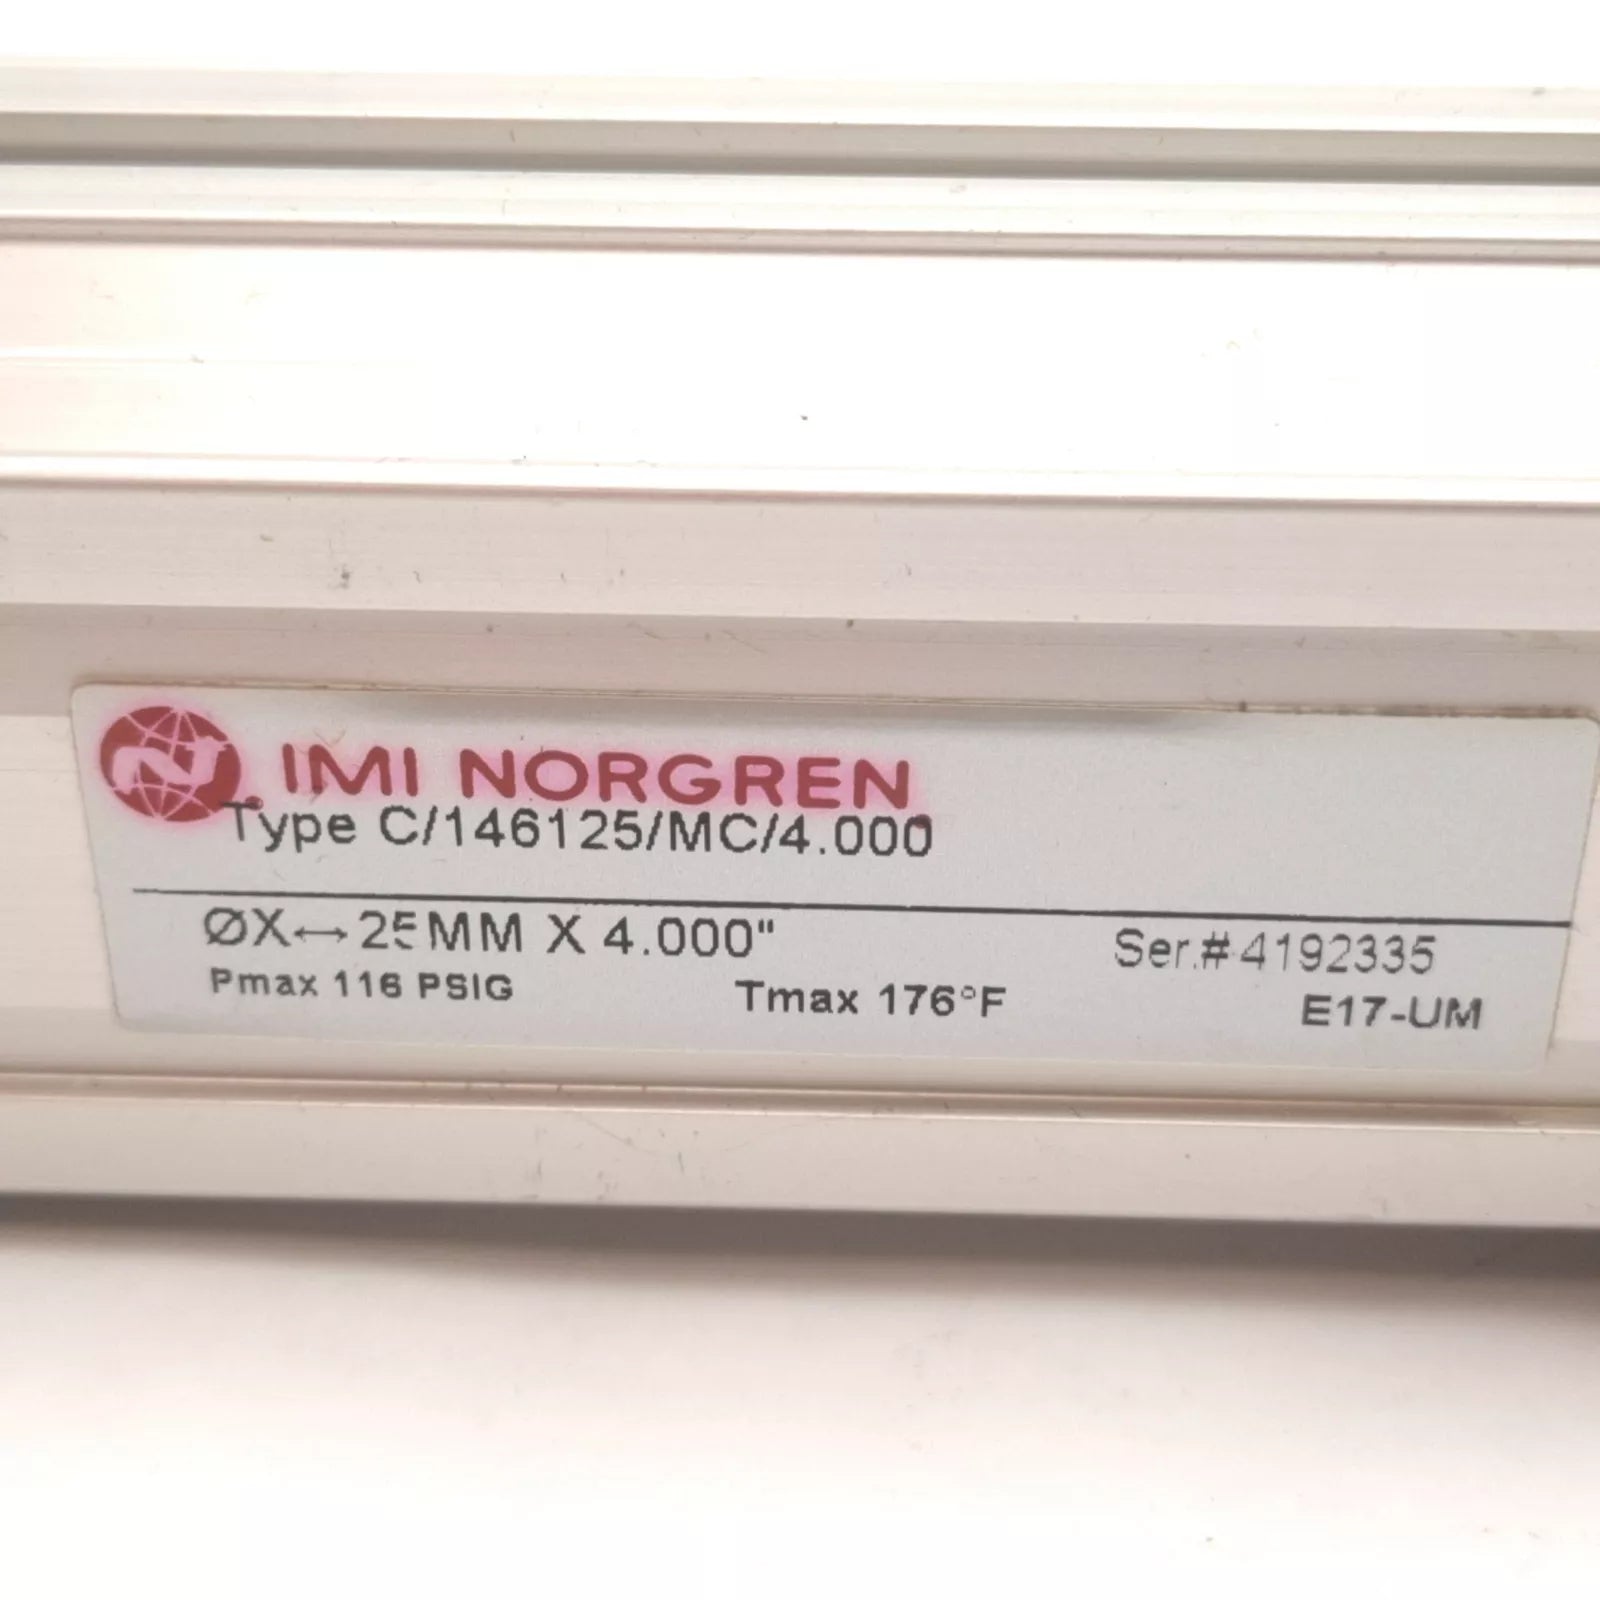 IMI NORGREN
Type C/146125/MC/4.000
ØX↔25MM X 4.000" Ser.#4192335
Pmax 116 PSIG Tmax 176°F E17-UM